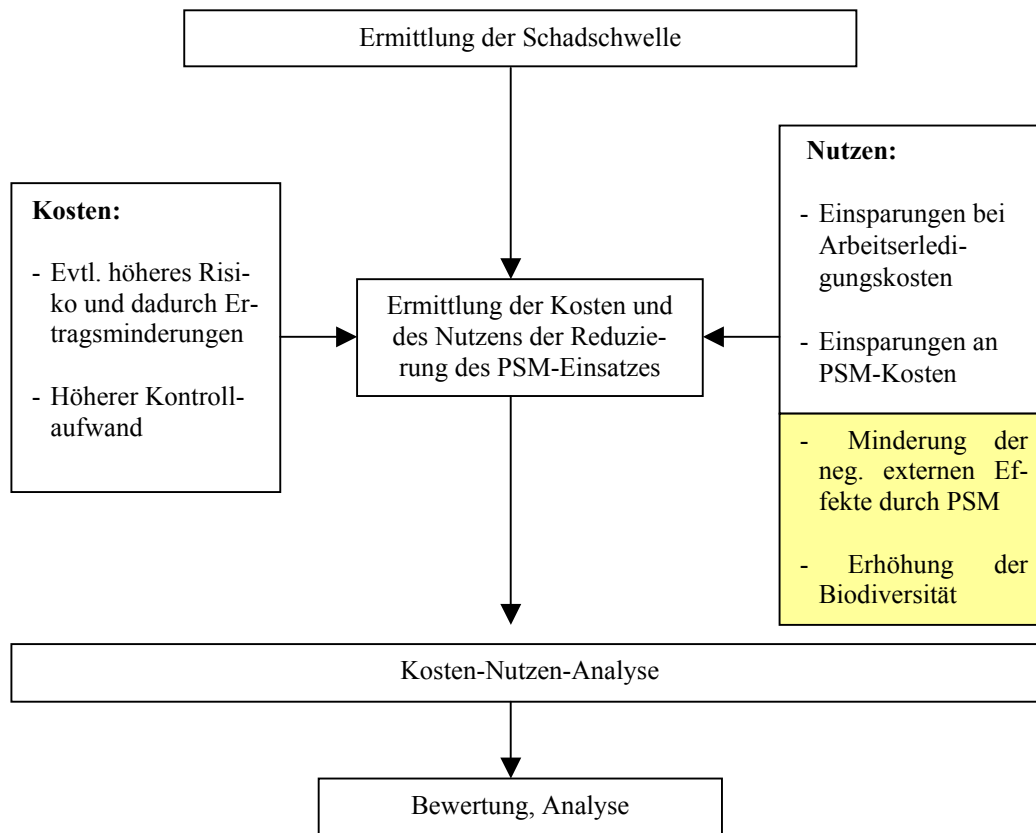 Ermittlung der Schadschwelle
Kosten:
- Evtl. höheres Risi-
ko und dadurch Er-
tragsminderungen
- Höherer Kontroll-
aufwand
Ermittlung der Kosten und
des Nutzens der Reduzie-
rung des PSM-Einsatzes
Nutzen:
- Einsparungen bei
Arbeitserledi-
gungskosten
- Einsparungen an
PSM-Kosten
- Minderung der
neg. externen Ef-
fekte durch PSM
- Erhöhung der
Biodiversität
Kosten-Nutzen-Analyse
Bewertung, Analyse